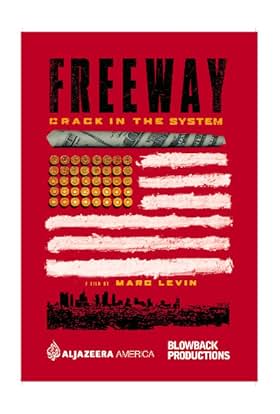 FREEWAY
CRACK IN THE SYSTEM
A FILM BY MARC LEVIN
ALJAZEERA AMERICA
BLOWBACK
PRODUCTIONS